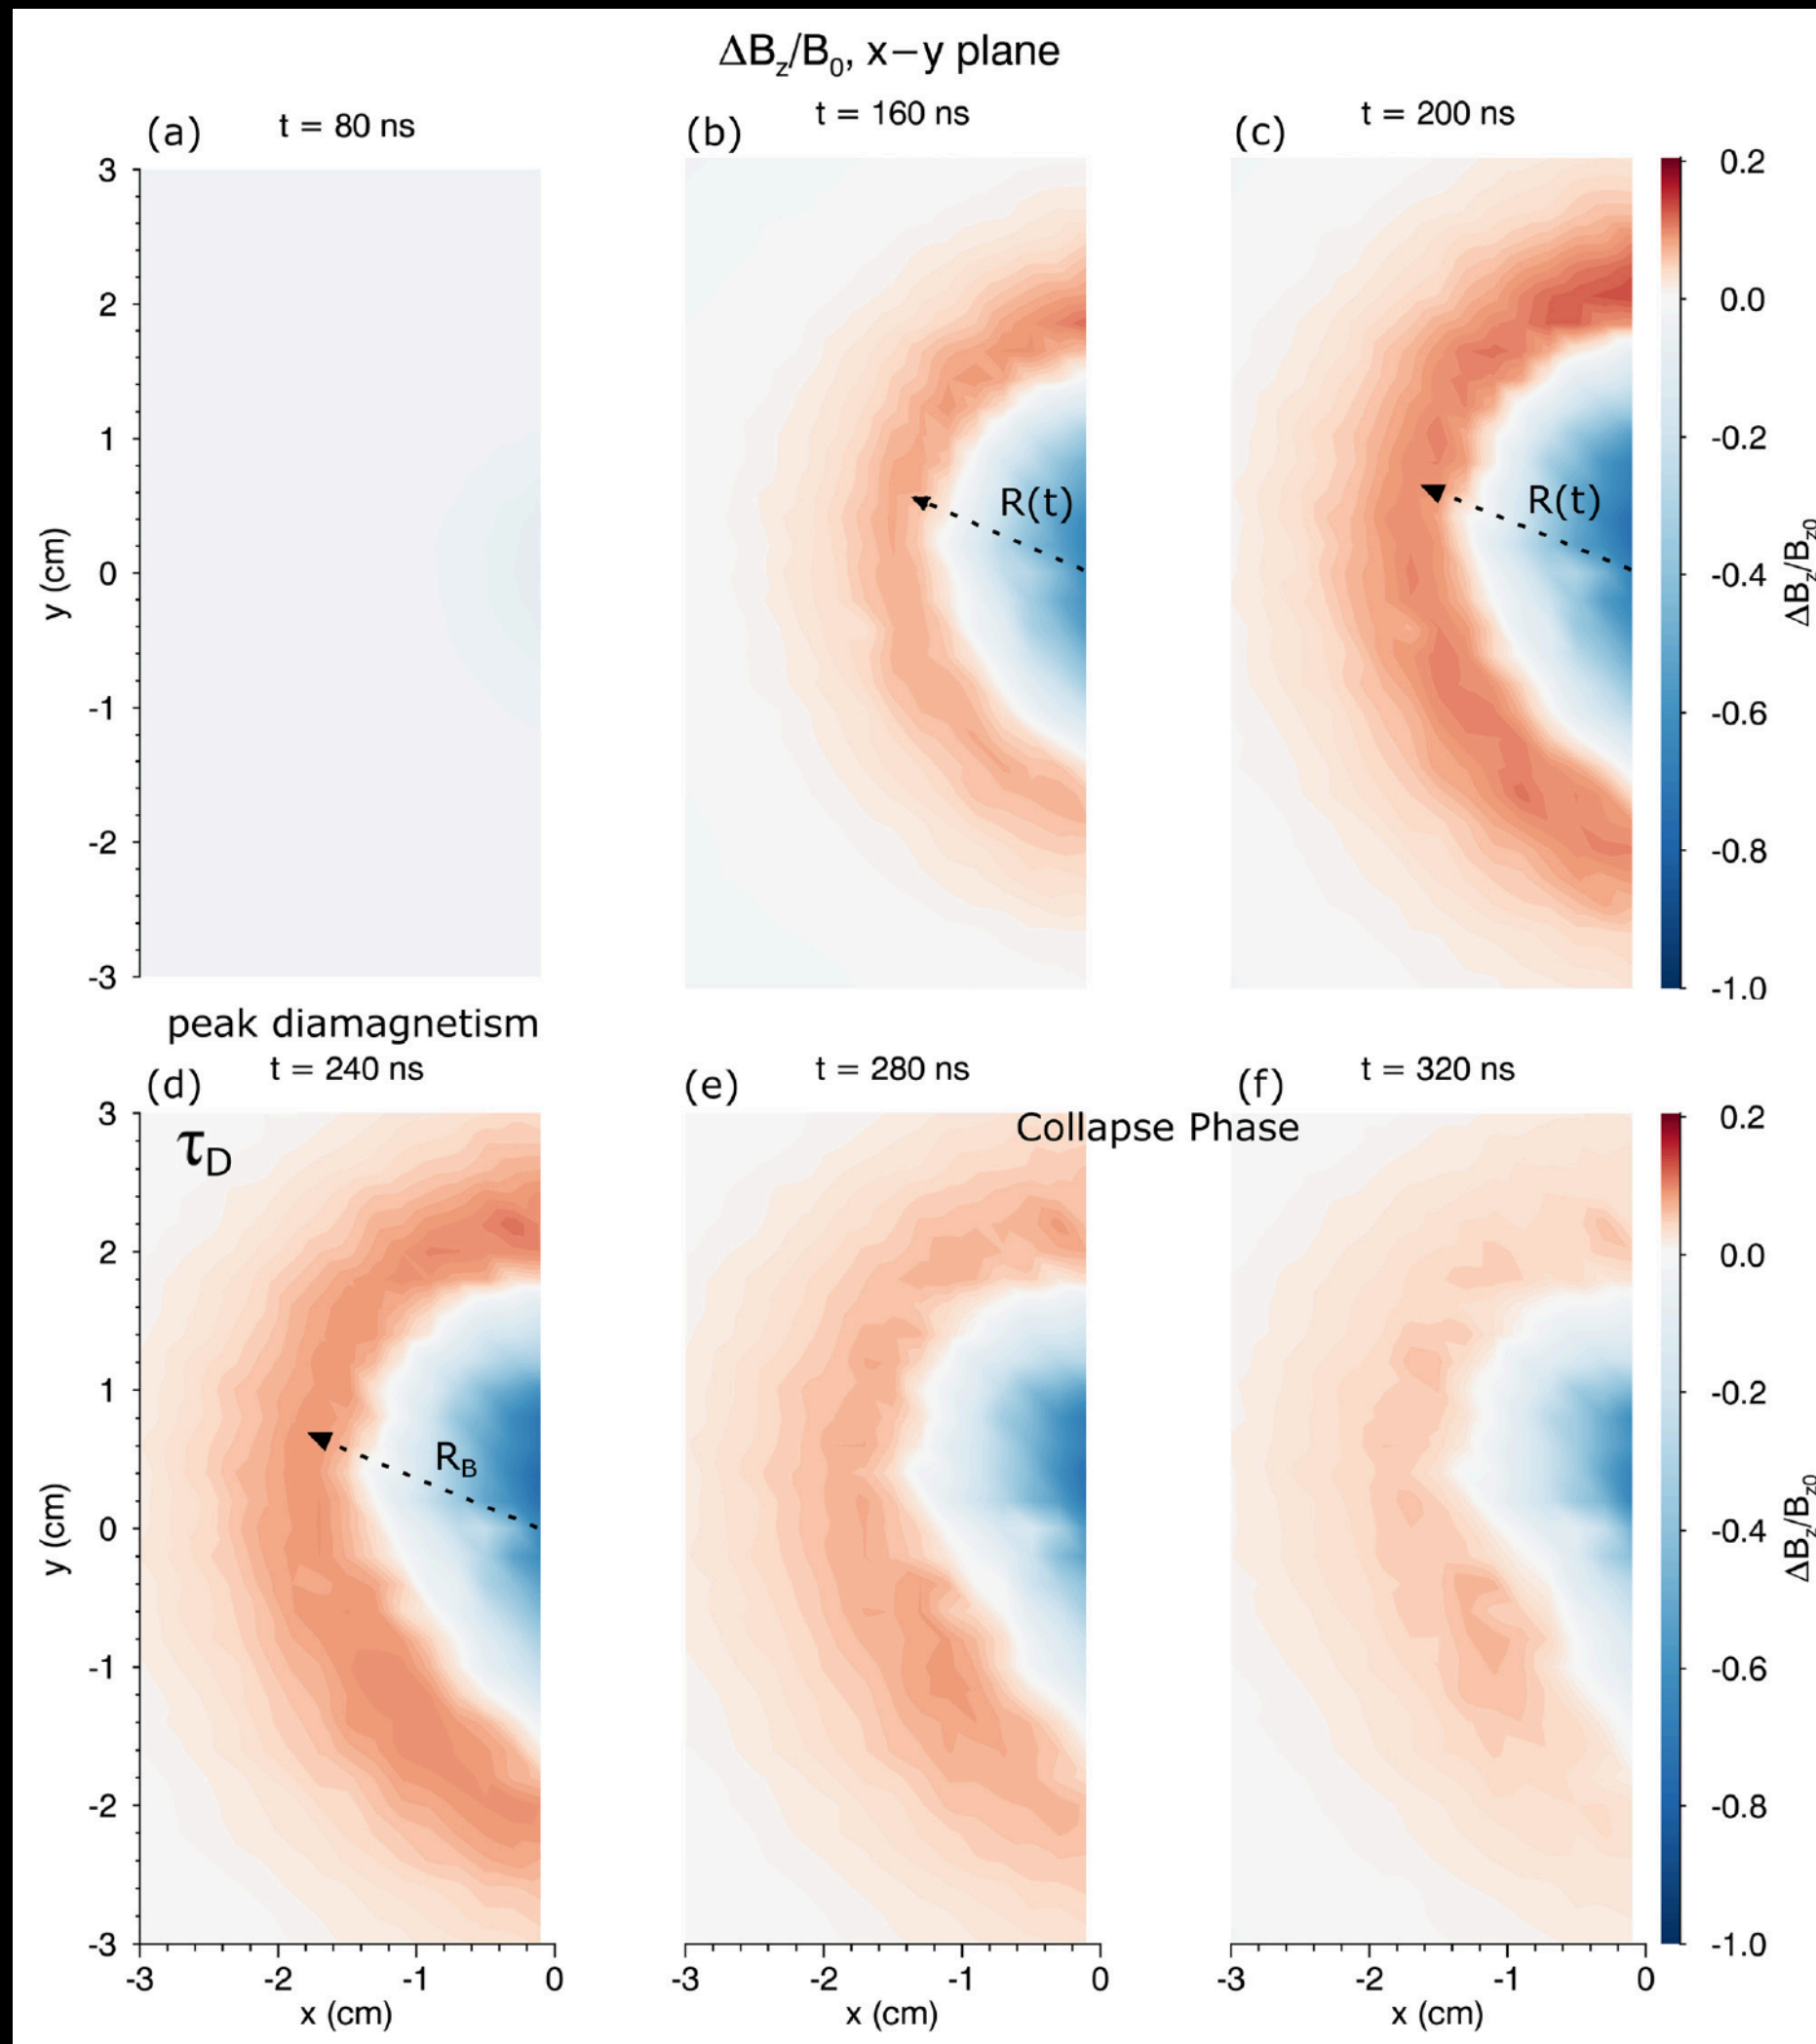 ΔB_z/B_0, x−y plane
(a) t = 80 ns
(b) t = 160 ns
(c) t = 200 ns
3
2
1
0
-1
-2
-3
y (cm)
R(t)
R(t)
0.2
0.0
-0.2
-0.4
-0.6
-0.8
-1.0
ΔB_z/B_z0
peak diamagnetism
(d) t = 240 ns
(e) t = 280 ns
(f) t = 320 ns
Collapse Phase
τ_D
R_B
3
2
1
0
-1
-2
-3
y (cm)
0.2
0.0
-0.2
-0.4
-0.6
-0.8
-1.0
ΔB_z/B_z0
-3 -2 -1 0
x (cm)
-3 -2 -1 0
x (cm)
-3 -2 -1 0
x (cm)